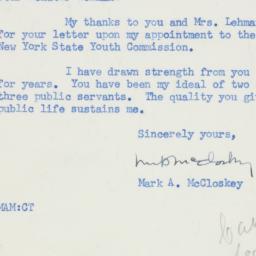 My thanks to you and Mrs. Lehman
for your letter upon my appointment to the
New York State Youth Commission.
I have drawn strength from you
for years. You have been my ideal of two
three public servants. The quality you gi
public life sustains me.
Sincerely yours,
Mark A. McCloskey
MAM:CT